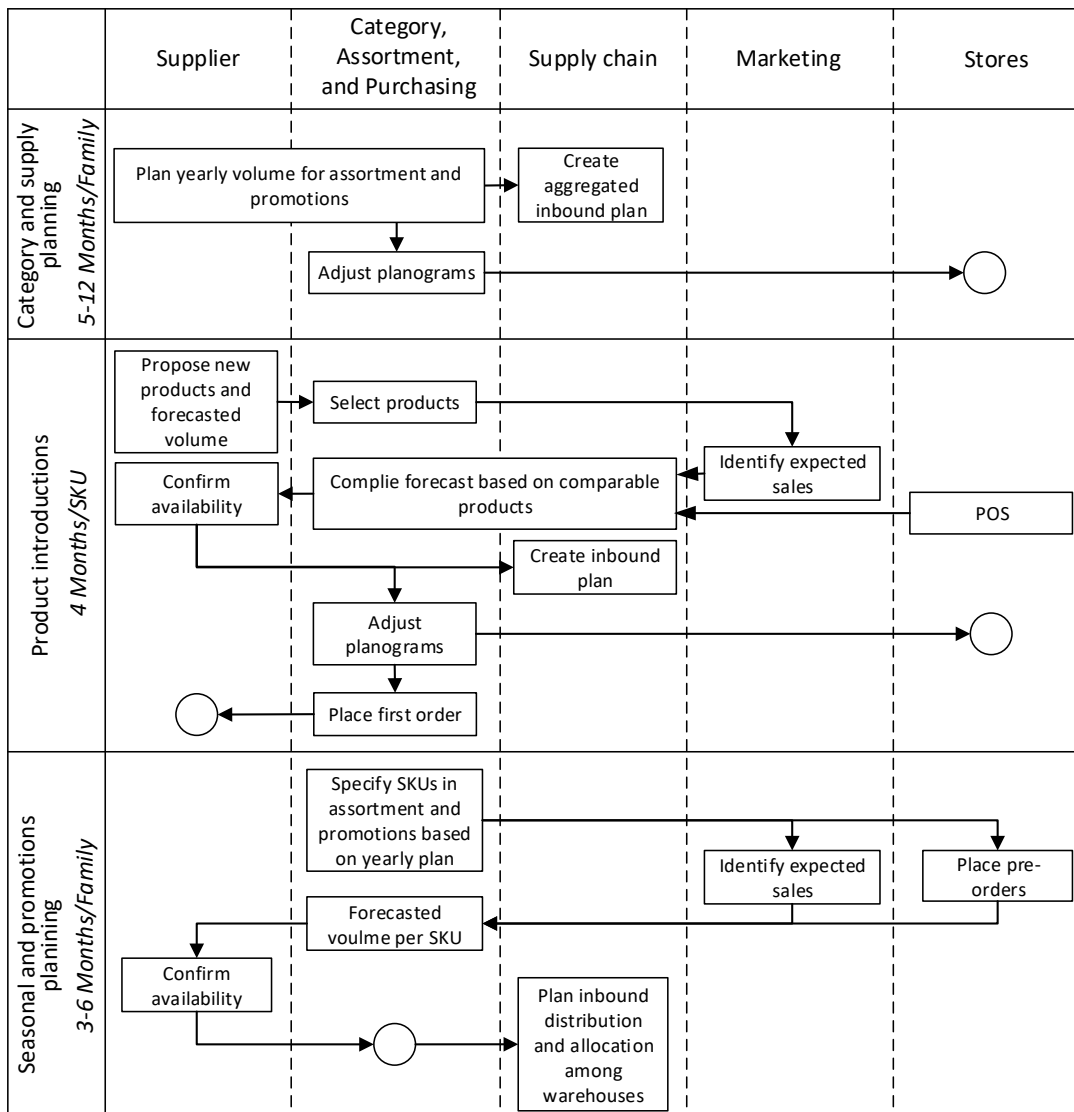 Supplier
Category,
Assortment,
and Purchasing
Supply chain
Marketing
Stores
Category and supply
planning
5-12 Months/Family
Plan yearly volume for assortment and
promotions
Create
aggregated
inbound plan
Adjust planograms
Product introductions
4 Months/SKU
Propose new
products and
forecasted
volume
Select products
Identify expected
sales
Confirm
availability
Complie forecast based on comparable
products
POS
Create inbound
plan
Adjust
planograms
Place first order
Seasonal and promotions
planining
3-6 Months/Family
Specify SKUs in
assortment and
promotions based
on yearly plan
Identify expected
sales
Place pre-
orders
Forecasted
voulme per SKU
Confirm
availability
Plan inbound
distribution
and allocation
among
warehouses